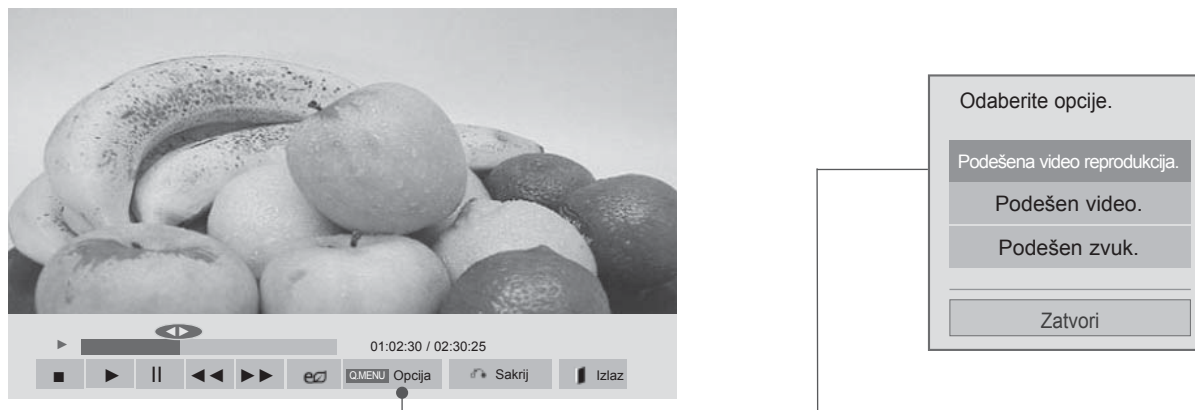 01:02:30 / 02:30:25
Q.MENU Opcija Sakrij Izlaz
Odaberite opcije.
Podešena video reprodukcija.
Podešen video.
Podešen zvuk.
Zatvori